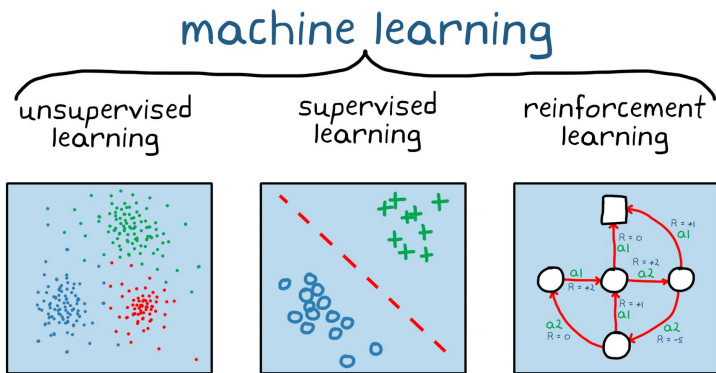 machine learning
unsupervised
learning
supervised
learning
reinforcement
learning
R = +1
a1
R = 0
a1
R = +2
a1
R = +2
a2
R = +1
a1
a2
R = 0
a2
R = -5